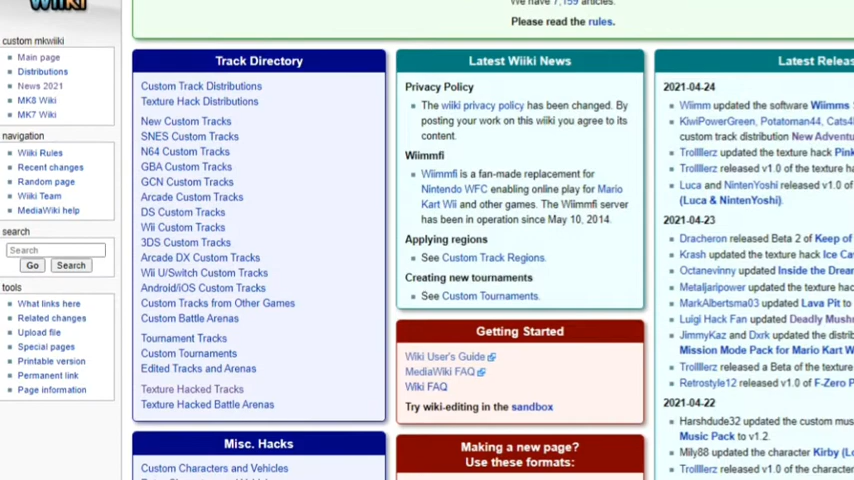 Wiiki
We have 7,159 articles.
Please read the rules.
custom mkwiiki
Main page
Distributions
News 2021
MK8 Wiki
MK7 Wiki
navigation
Wiiki Rules
Recent changes
Random page
Wiiki Team
MediaWiki help
search
Search
Go
Search
tools
What links here
Related changes
Upload file
Special pages
Printable version
Permanent link
Page information
Track Directory
Custom Track Distributions
Texture Hack Distributions
New Custom Tracks
SNES Custom Tracks
N64 Custom Tracks
GBA Custom Tracks
GCN Custom Tracks
Arcade Custom Tracks
DS Custom Tracks
Wii Custom Tracks
3DS Custom Tracks
Arcade DX Custom Tracks
Wii U/Switch Custom Tracks
Android/iOS Custom Tracks
Custom Tracks from Other Games
Custom Battle Arenas
Tournament Tracks
Custom Tournaments
Edited Tracks and Arenas
Texture Hacked Tracks
Texture Hacked Battle Arenas
Misc. Hacks
Custom Characters and Vehicles
Latest Wiiki News
Privacy Policy
The wiiki privacy policy has been changed. By
posting your work on this wiiki you agree to its
content.
Wiimmfi
Wiimmfi is a fan-made replacement for
Nintendo WFC enabling online play for Mario
Kart Wii and other games. The Wiimmfi server
has been in operation since May 10, 2014.
Applying regions
See Custom Track Regions.
Creating new tournaments
See Custom Tournaments.
Getting Started
Wiki User's Guide
MediaWiki FAQ
Wiki FAQ
Try wiki-editing in the sandbox
Making a new page?
Use these formats:
Latest Releas
2021-04-24
Wiimm updated the software Wiimms
KiwiPowerGreen, Potatoman44, Cats4
custom track distribution New Adventu
Trollllerz updated the texture hack Pink
Trollllerz released v1.0 of the texture ha
Luca and NintenYoshi released v1.0 of
(Luca & NintenYoshi).
2021-04-23
Dracheron released Beta 2 of Keep of
Krash updated the texture hack Ice Ca
Octanevinny updated Inside the Drea
Metaljaripower updated the texture hac
MarkAlbertsma03 updated Lava Pit to
Luigi Hack Fan updated Deadly Mush
JimmyKaz and Dxrk updated the distrib
Mission Mode Pack for Mario Kart W
Trollllerz released a Beta of the texture
Retrostyle12 released v1.0 of F-Zero P
2021-04-22
Harshdude32 updated the custom mus
Music Pack to v1.2.
Mily88 updated the character Kirby (Lo
Trollllerz released v1.0 of the character